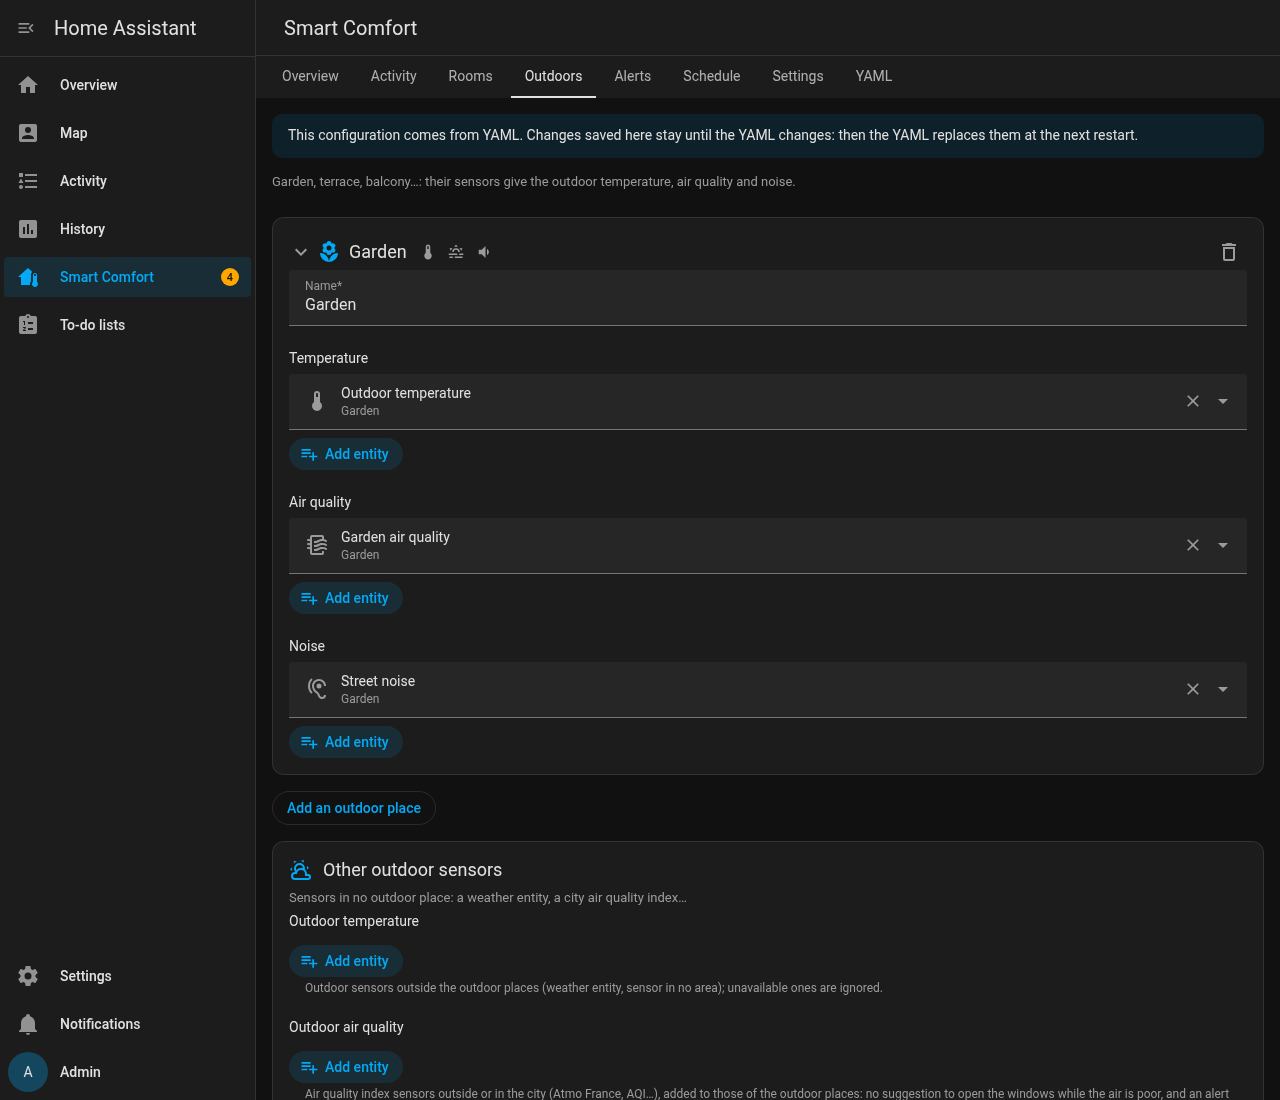 Home Assistant
Smart Comfort
Overview
Activity
Rooms
Outdoors
Alerts
Schedule
Settings
YAML
Overview
Map
Activity
History
Smart Comfort
4
To-do lists
Settings
Notifications
A
Admin
This configuration comes from YAML. Changes saved here stay until the YAML changes: then the YAML replaces them at the next restart.
Garden, terrace, balcony…: their sensors give the outdoor temperature, air quality and noise.
Garden
Name*
Garden
Temperature
Outdoor temperature
Garden
Add entity
Air quality
Garden air quality
Garden
Add entity
Noise
Street noise
Garden
Add entity
Add an outdoor place
Other outdoor sensors
Sensors in no outdoor place: a weather entity, a city air quality index…
Outdoor temperature
Add entity
Outdoor sensors outside the outdoor places (weather entity, sensor in no area); unavailable ones are ignored.
Outdoor air quality
Add entity
Air quality index sensors outside or in the city (Atmo France, AQI…), added to those of the outdoor places: no suggestion to open the windows while the air is poor, and an alert